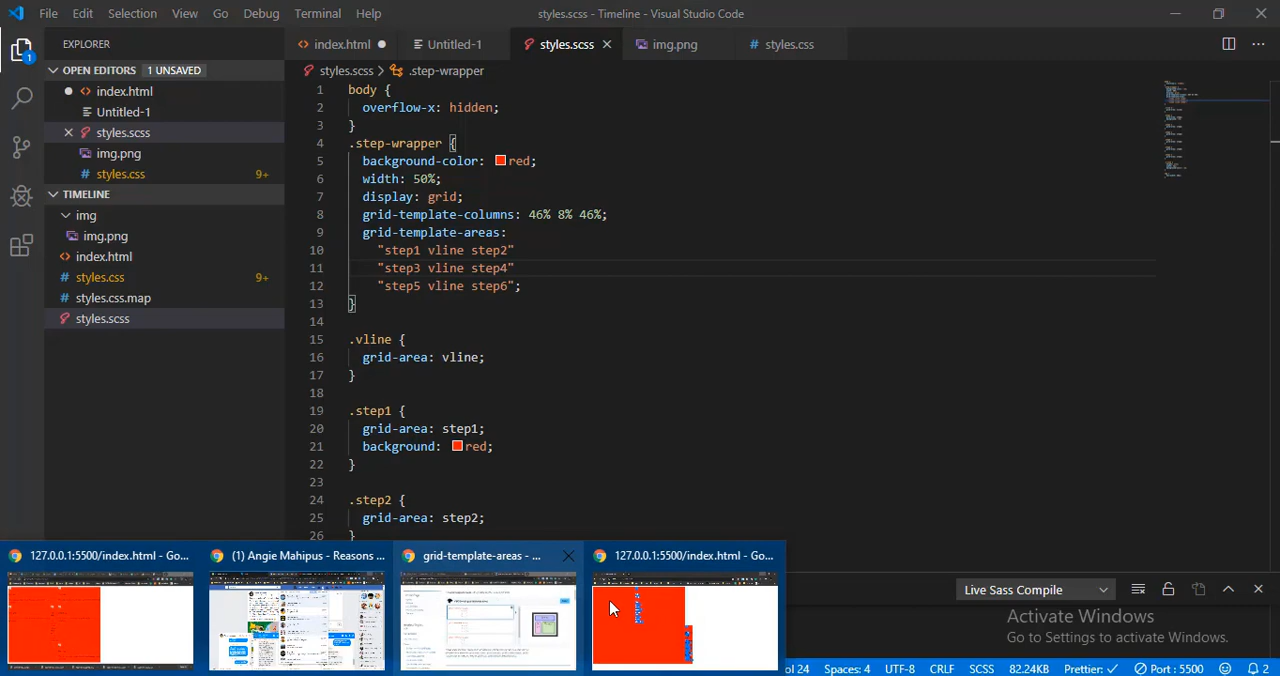 File Edit Selection View Go Debug Terminal Help styles.scss - Timeline - Visual Studio Code
EXPLORER
index.html Untitled-1 styles.scss img.png styles.css
OPEN EDITORS 1 UNSAVED
index.html
Untitled-1
styles.scss
img.png
styles.css 9+
TIMELINE
img
img.png
index.html
styles.css 9+
styles.css.map
styles.scss
1
styles.scss > .step-wrapper
1 body {
2 overflow-x: hidden;
3 }
4 .step-wrapper {
5 background-color: red;
6 width: 50%;
7 display: grid;
8 grid-template-columns: 46% 8% 46%;
9 grid-template-areas:
10 "step1 vline step2"
11 "step3 vline step4"
12 "step5 vline step6";
13 }
14
15 .vline {
16 grid-area: vline;
17 }
18
19 .step1 {
20 grid-area: step1;
21 background: red;
22 }
23
24 .step2 {
25 grid-area: step2;
26 }
127.0.0.1:5500/index.html - Go...
(1) Angie Mahipus - Reasons ...
grid-template-areas - ...
127.0.0.1:5500/index.html - Go...
Live Sass Compile
Activate Windows
Go to Settings to activate Windows.
ol 24 Spaces: 4 UTF-8 CRLF SCSS 82.24KB Prettier: ✓ Port : 5500 2